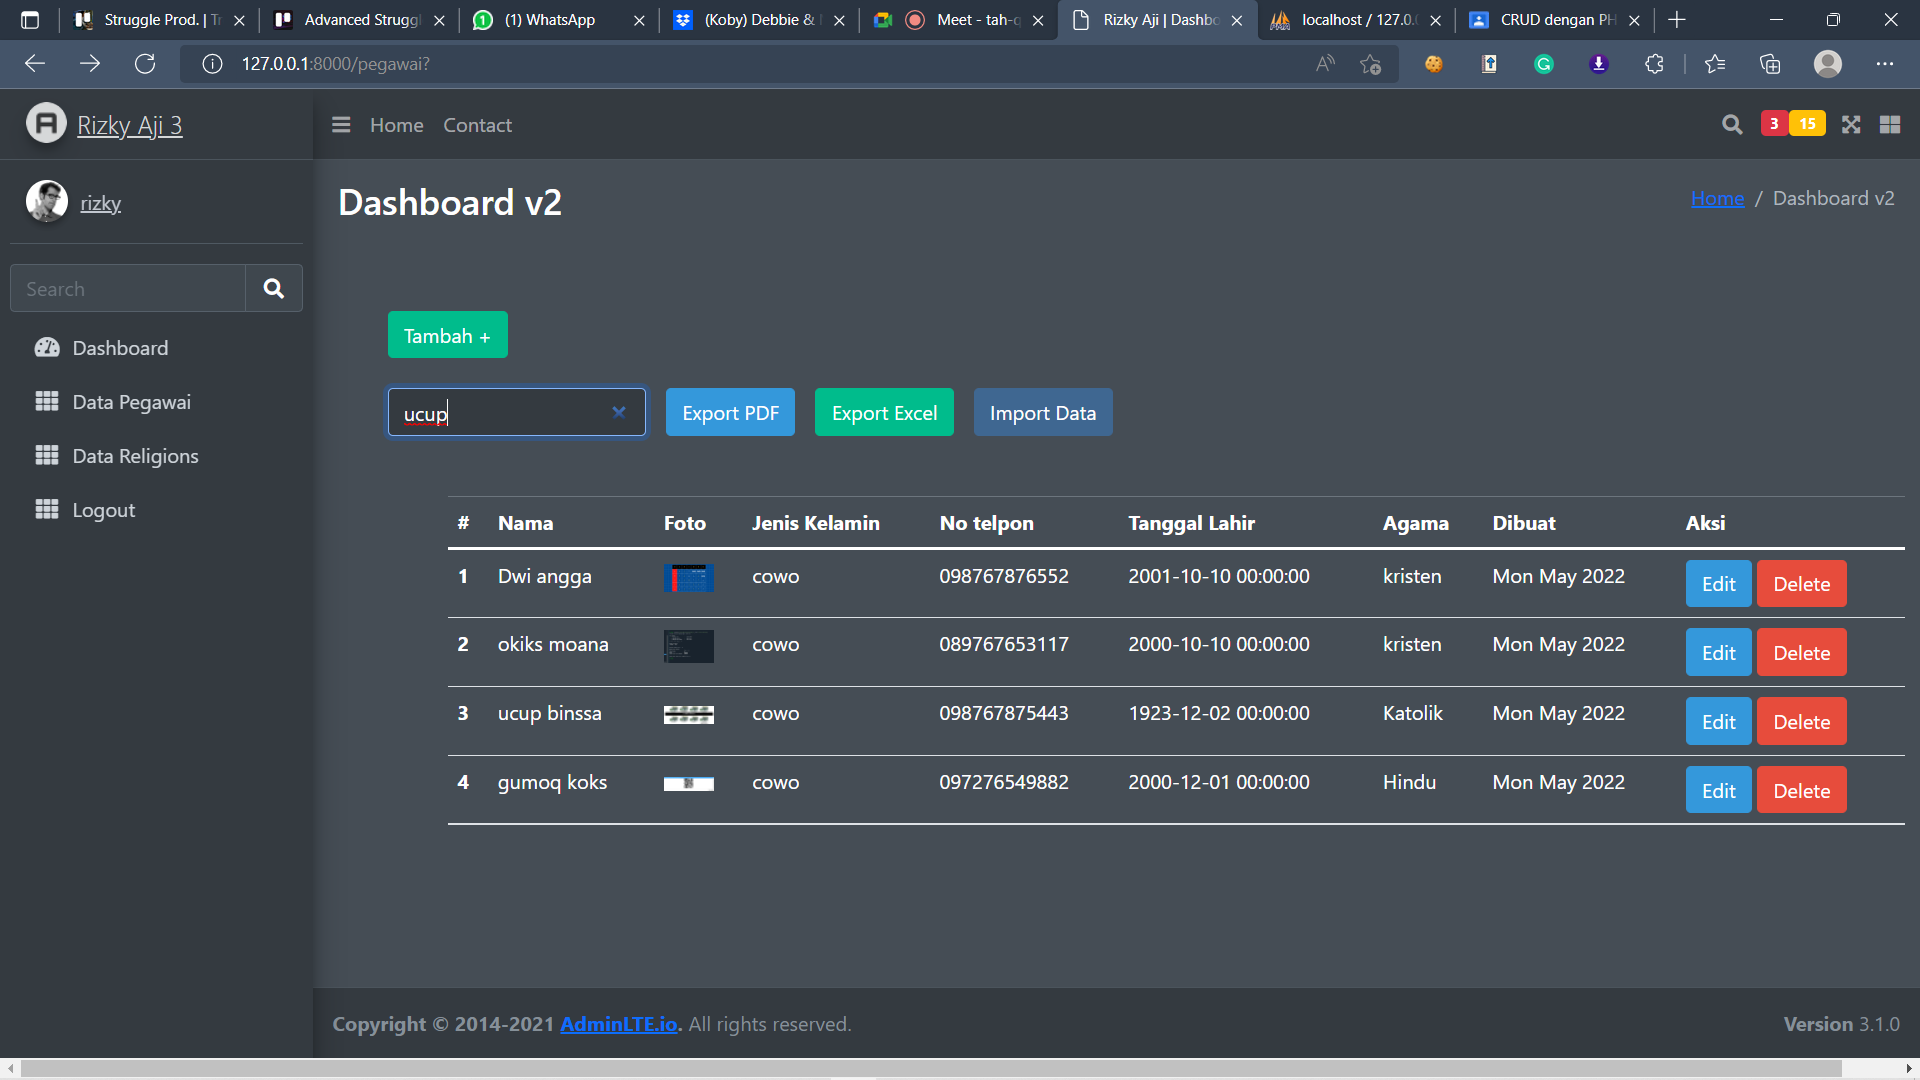 Struggle Prod. | Tr
Advanced Struggl
(1) WhatsApp
(Koby) Debbie &
Meet - tah-q
Rizky Aji | Dashbo
localhost / 127.0.
CRUD dengan PH
127.0.0.1:8000/pegawai?
Rizky Aji 3
Home Contact
3 15
rizky
Dashboard v2
Home / Dashboard v2
Search
Dashboard
Data Pegawai
Data Religions
Logout
Tambah +
ucup
Export PDF Export Excel Import Data
# Nama Foto Jenis Kelamin No telpon Tanggal Lahir Agama Dibuat Aksi
1 Dwi angga cowo 098767876552 2001-10-10 00:00:00 kristen Mon May 2022 Edit Delete
2 okiks moana cowo 089767653117 2000-10-10 00:00:00 kristen Mon May 2022 Edit Delete
3 ucup binssa cowo 098767875443 1923-12-02 00:00:00 Katolik Mon May 2022 Edit Delete
4 gumoq koks cowo 097276549882 2000-12-01 00:00:00 Hindu Mon May 2022 Edit Delete
Copyright © 2014-2021 AdminLTE.io. All rights reserved.
Version 3.1.0